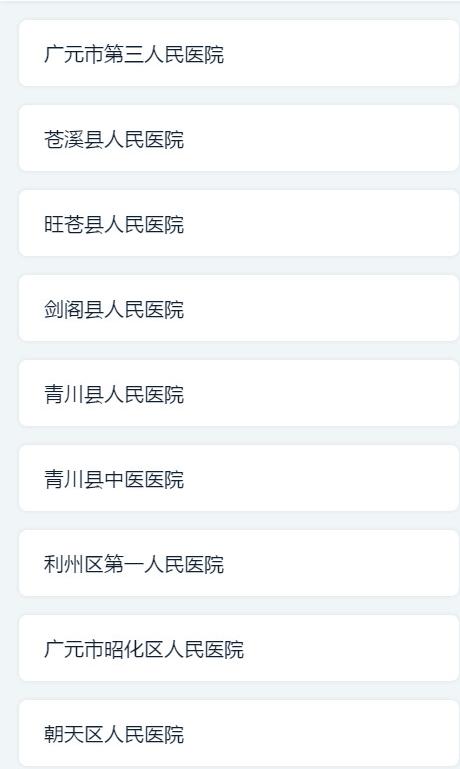 广元市第三人民医院
苍溪县人民医院
旺苍县人民医院
剑阁县人民医院
青川县人民医院
青川县中医医院
利州区第一人民医院
广元市昭化区人民医院
朝天区人民医院